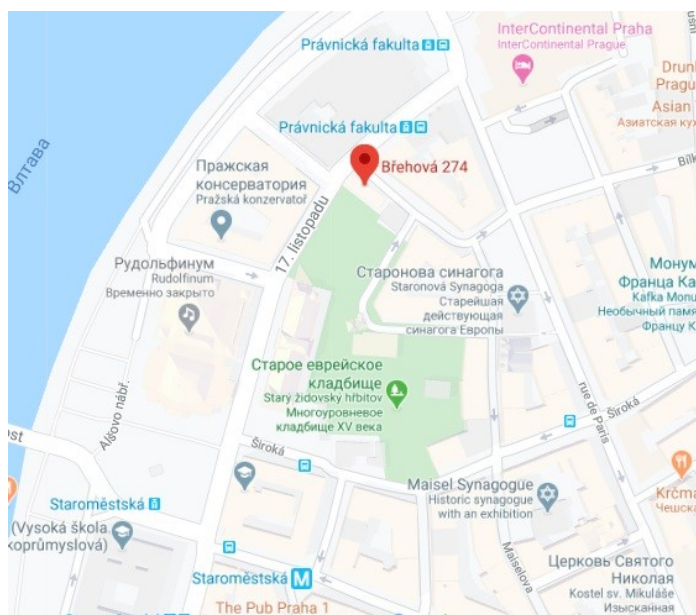 Právnická fakulta
InterContinental Praha
InterContinental Prague
Drun
Pragu
Asian
Азиатская кух
Právnická fakulta
Břehová 274
Bílk
Влтава
Пражская
консерватория
Pražská konzervatoř
17. listopadu
Рудольфинум
Rudolfinum
Временно закрыто
Старонова синагога
Staronová Synagoga
Старейшая
действующая
синагога Европы
Монум
Франца Ка
Kafka Monu
Необычный памя
Францу К
Старое еврейское
кладбище
Starý židovský hřbitov
Многоуровневое
кладбище XV века
Alšovo nábř.
rue de Paris
Široká
ost
Široká
Maisel Synagogue
Historic synagogue
with an exhibition
Krčma
Чешска
Staroměstská
(Vysoká škola
koprůmyslová)
Maiselova
Церковь Святого
Николая
Kostel sv. Mikuláše
Изысканная
Staroměstská M
The Pub Praha 1